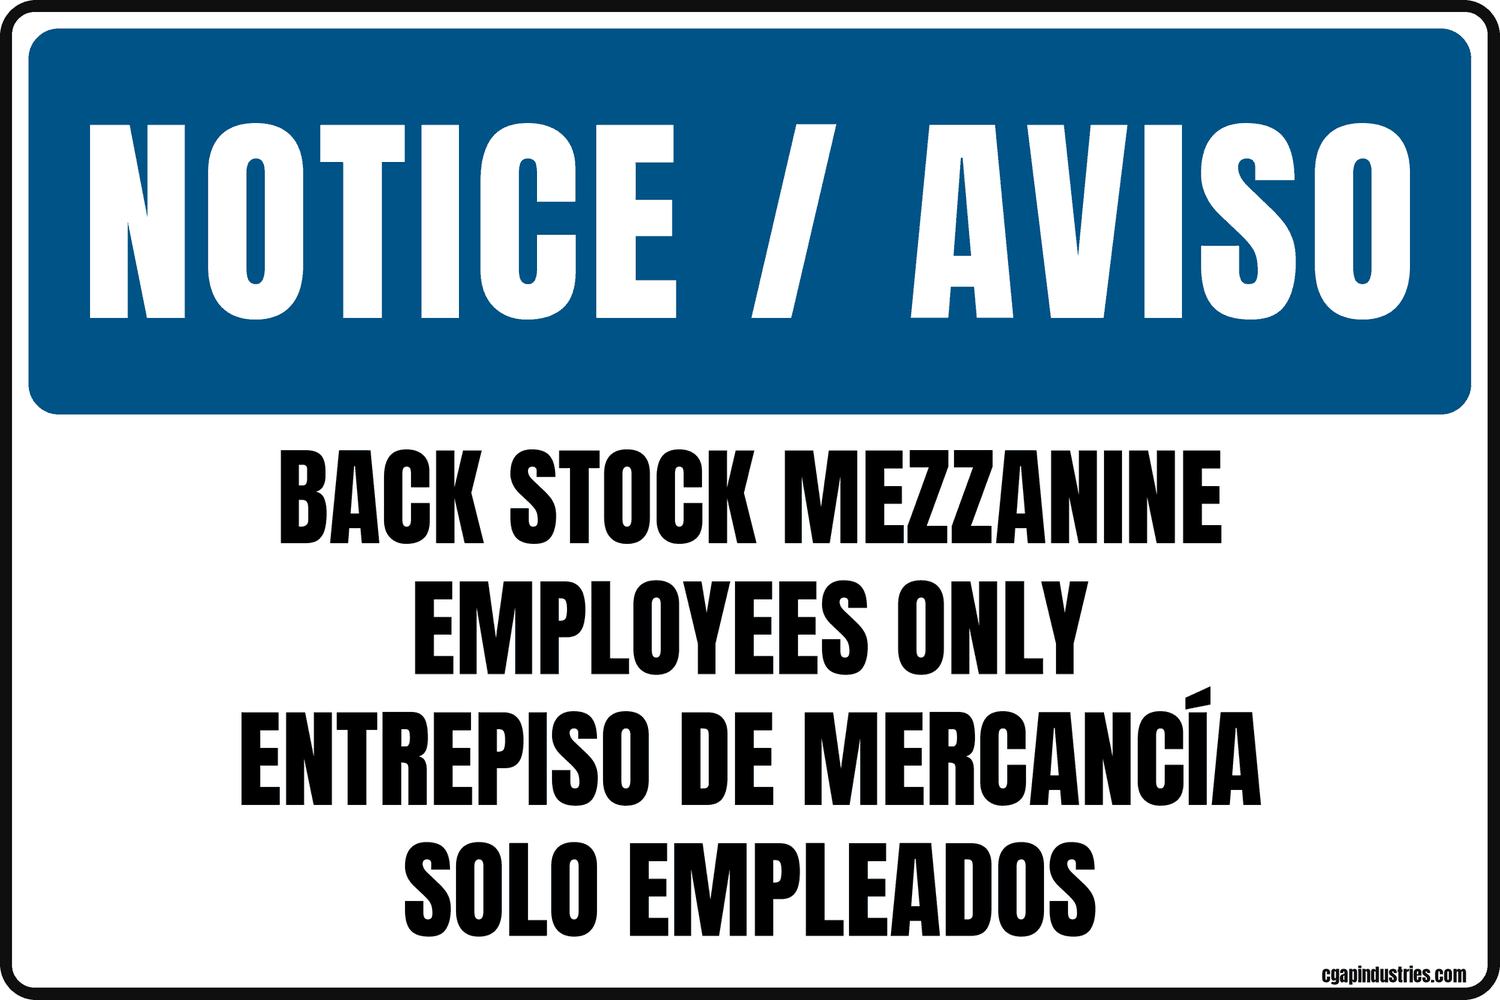 NOTICE / AVISO
BACK STOCK MEZZANINE
EMPLOYEES ONLY
ENTREPISO DE MERCANCÍA
SOLO EMPLEADOS
cgapindustries.com